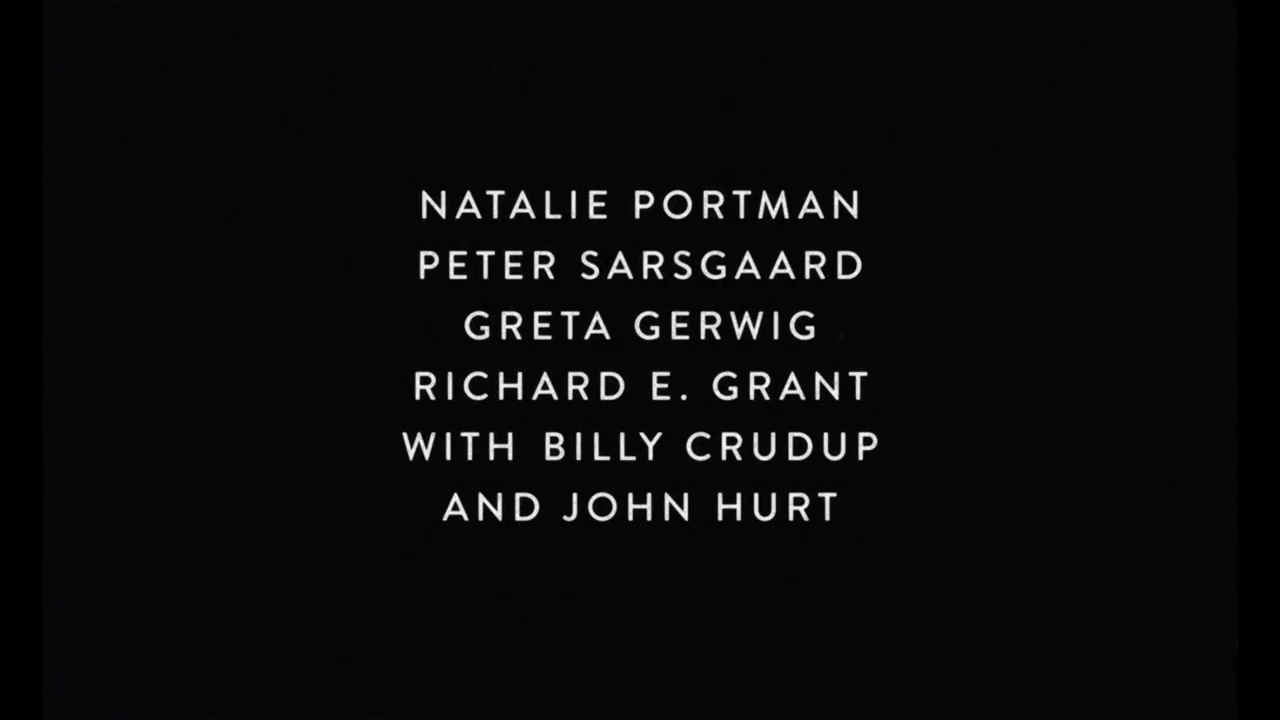 NATALIE PORTMAN
PETER SARSGAARD
GRETA GERWIG
RICHARD E. GRANT
WITH BILLY CRUDUP
AND JOHN HURT